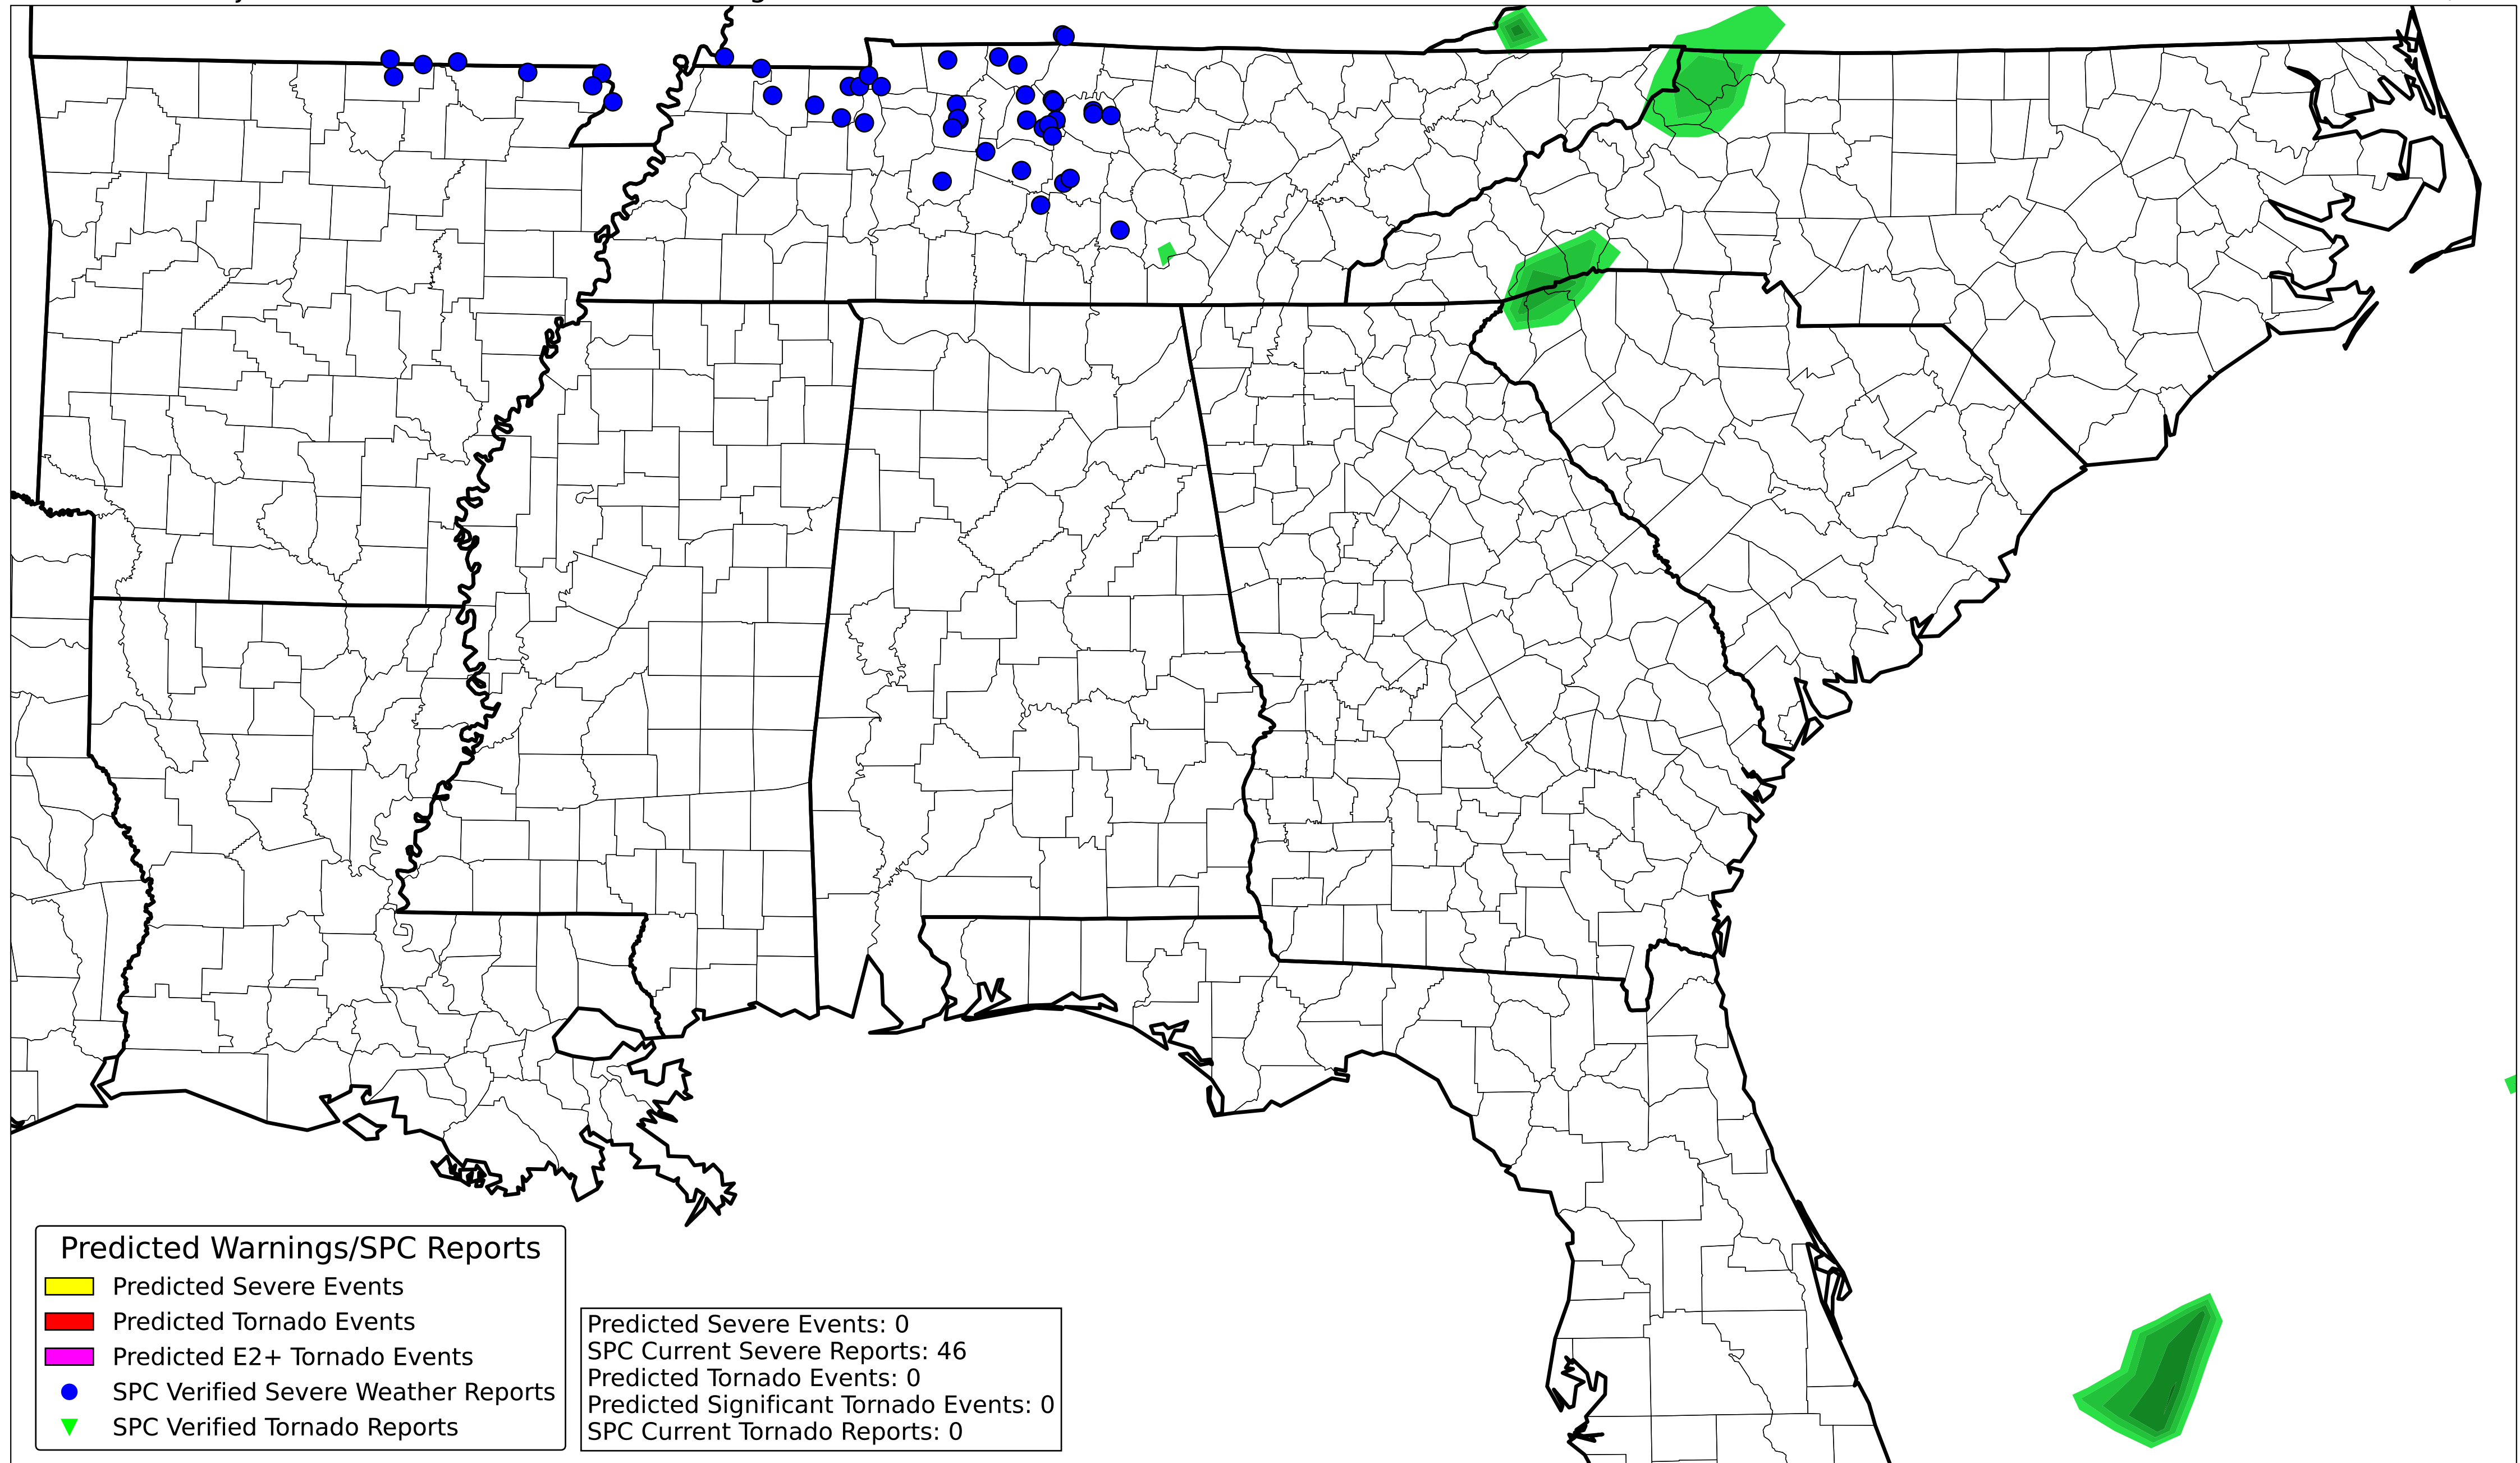 Predicted Warnings/SPC Reports
Predicted Severe Events
Predicted Tornado Events
Predicted E2+ Tornado Events
SPC Verified Severe Weather Reports
SPC Verified Tornado Reports
Predicted Severe Events: 0
SPC Current Severe Reports: 46
Predicted Tornado Events: 0
Predicted Significant Tornado Events: 0
SPC Current Tornado Reports: 0